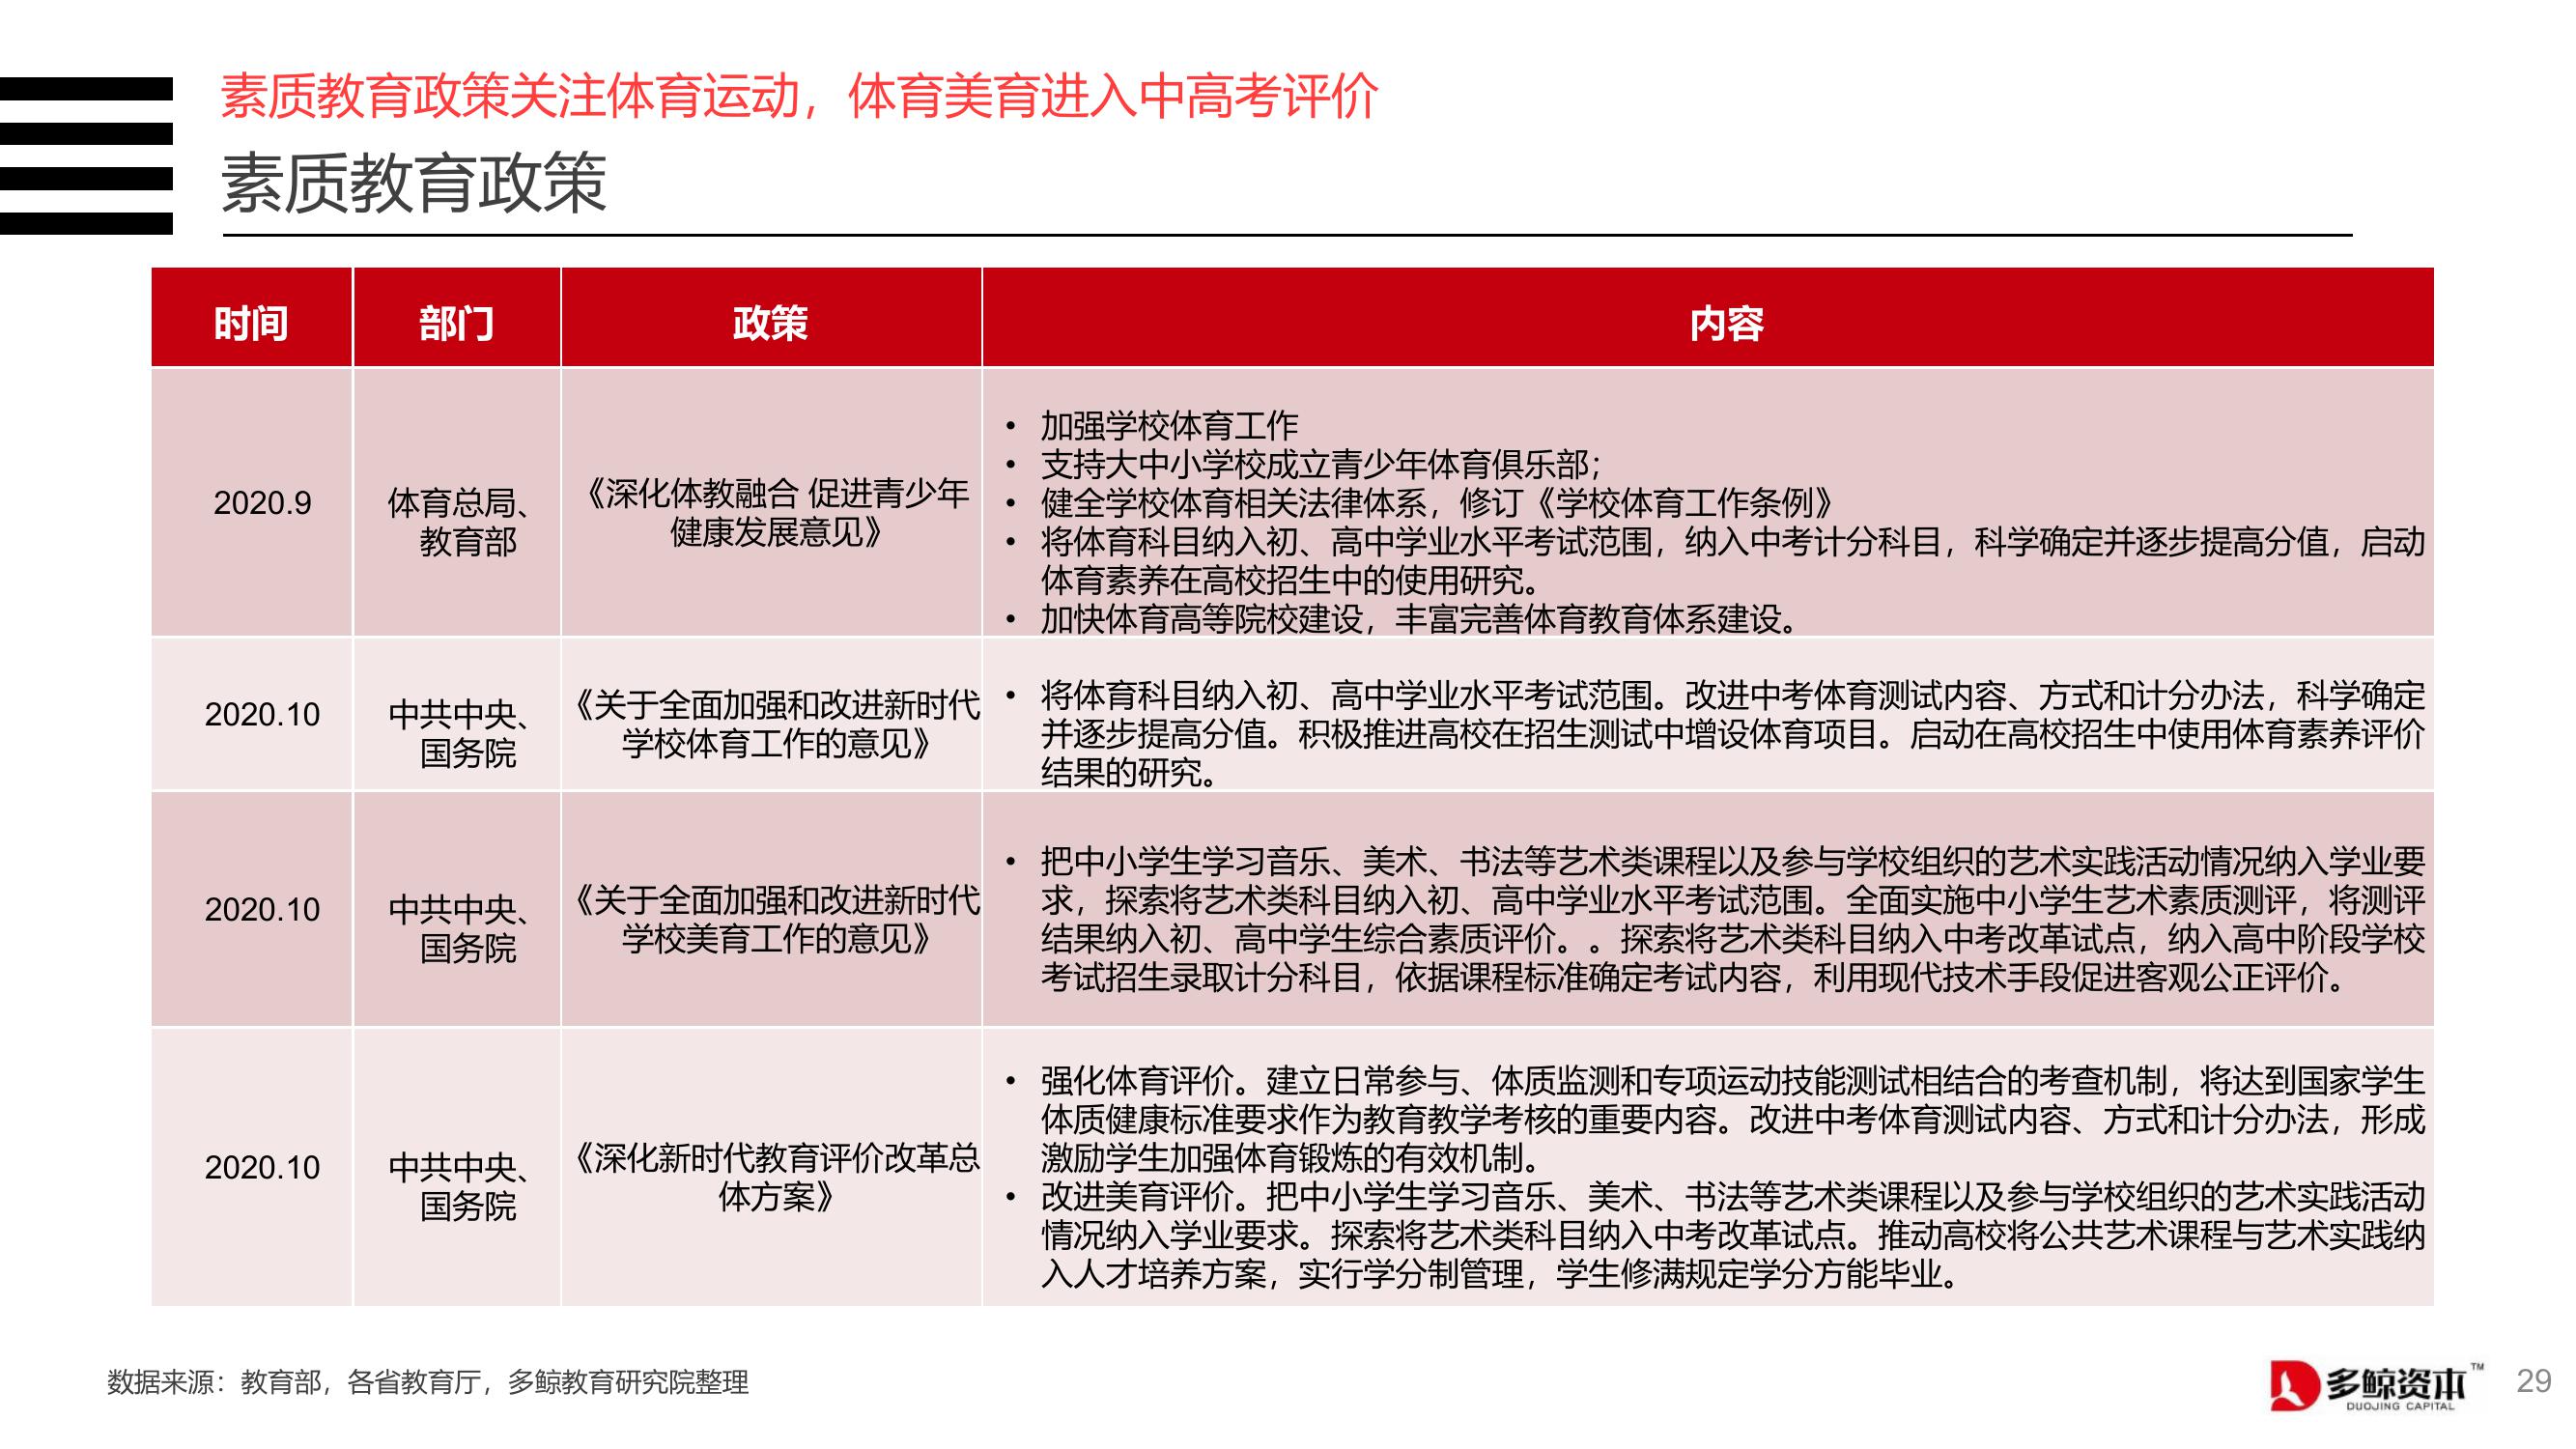 素质教育政策关注体育运动，体育美育进入中高考评价
素质教育政策
时间
部门
政策
内容
2020.9
体育总局、
教育部
《深化体教融合 促进青少年
健康发展意见》
• 加强学校体育工作
• 支持大中小学校成立青少年体育俱乐部；
• 健全学校体育相关法律体系，修订《学校体育工作条例》
• 将体育科目纳入初、高中学业水平考试范围，纳入中考计分科目，科学确定并逐步提高分值，启动
体育素养在高校招生中的使用研究。
• 加快体育高等院校建设，丰富完善体育教育体系建设。
2020.10
中共中央、
国务院
《关于全面加强和改进新时代
学校体育工作的意见》
• 将体育科目纳入初、高中学业水平考试范围。改进中考体育测试内容、方式和计分办法，科学确定
并逐步提高分值。积极推进高校在招生测试中增设体育项目。启动在高校招生中使用体育素养评价
结果的研究。
2020.10
中共中央、
国务院
《关于全面加强和改进新时代
学校美育工作的意见》
• 把中小学生学习音乐、美术、书法等艺术类课程以及参与学校组织的艺术实践活动情况纳入学业要
求，探索将艺术类科目纳入初、高中学业水平考试范围。全面实施中小学生艺术素质测评，将测评
结果纳入初、高中学生综合素质评价。。探索将艺术类科目纳入中考改革试点，纳入高中阶段学校
考试招生录取计分科目，依据课程标准确定考试内容，利用现代技术手段促进客观公正评价。
2020.10
中共中央、
国务院
《深化新时代教育评价改革总
体方案》
• 强化体育评价。建立日常参与、体质监测和专项运动技能测试相结合的考查机制，将达到国家学生
体质健康标准要求作为教育教学考核的重要内容。改进中考体育测试内容、方式和计分办法，形成
激励学生加强体育锻炼的有效机制。
• 改进美育评价。把中小学生学习音乐、美术、书法等艺术类课程以及参与学校组织的艺术实践活动
情况纳入学业要求。探索将艺术类科目纳入中考改革试点。推动高校将公共艺术课程与艺术实践纳
入人才培养方案，实行学分制管理，学生修满规定学分方能毕业。
数据来源：教育部，各省教育厅，多鲸教育研究院整理
多鲸资本™
DUOJING CAPITAL
29